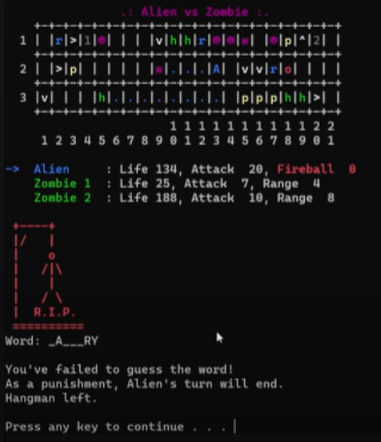 .: Alien vs Zombie :.
+-+-+-+-+-+-+-+-+-+-+-+-+-+-+-+-+-+-+-+-+-+
1 | |r|>|1|●| | | |v|h|h|r|●|●|■| |●|p|^|2| |
+-+-+-+-+-+-+-+-+-+-+-+-+-+-+-+-+-+-+-+-+-+
2 | |>|p| | | | | |■|.|.|.|A| |v|v|r|o| | | |
+-+-+-+-+-+-+-+-+-+-+-+-+-+-+-+-+-+-+-+-+-+
3 |v| | | |h|.|.|.|.|.|.|.|.| |p|p|p|h|h|>| |
+-+-+-+-+-+-+-+-+-+-+-+-+-+-+-+-+-+-+-+-+-+
1 1 1 1 1 1 1 1 1 1 2 2
1 2 3 4 5 6 7 8 9 0 1 2 3 4 5 6 7 8 9 0 1
-> Alien : Life 134, Attack 20, Fireball 0
Zombie 1 : Life 25, Attack 7, Range 4
Zombie 2 : Life 188, Attack 10, Range 8
+----+
|/ |
| o
| /|\
| |
| / \
| R.I.P.
==========
Word: _A___RY
You've failed to guess the word!
As a punishment, Alien's turn will end.
Hangman left.
Press any key to continue . . .